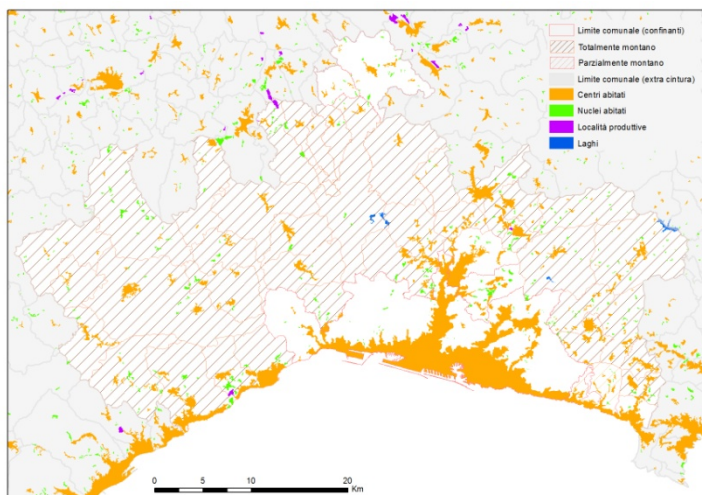 Limite comunale (confinanti)
Totalmente montano
Parzialmente montano
Limite comunale (extra cintura)
Centri abitati
Nuclei abitati
Località produttive
Laghi
0 5 10 20
Km